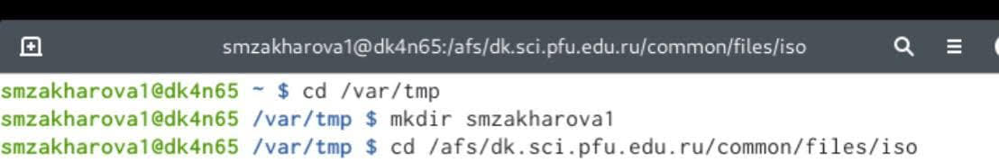 smzakharova1@dk4n65:/afs/dk.sci.pfu.edu.ru/common/files/iso
smzakharova1@dk4n65 ~ $ cd /var/tmp
smzakharova1@dk4n65 /var/tmp $ mkdir smzakharova1
smzakharova1@dk4n65 /var/tmp $ cd /afs/dk.sci.pfu.edu.ru/common/files/iso